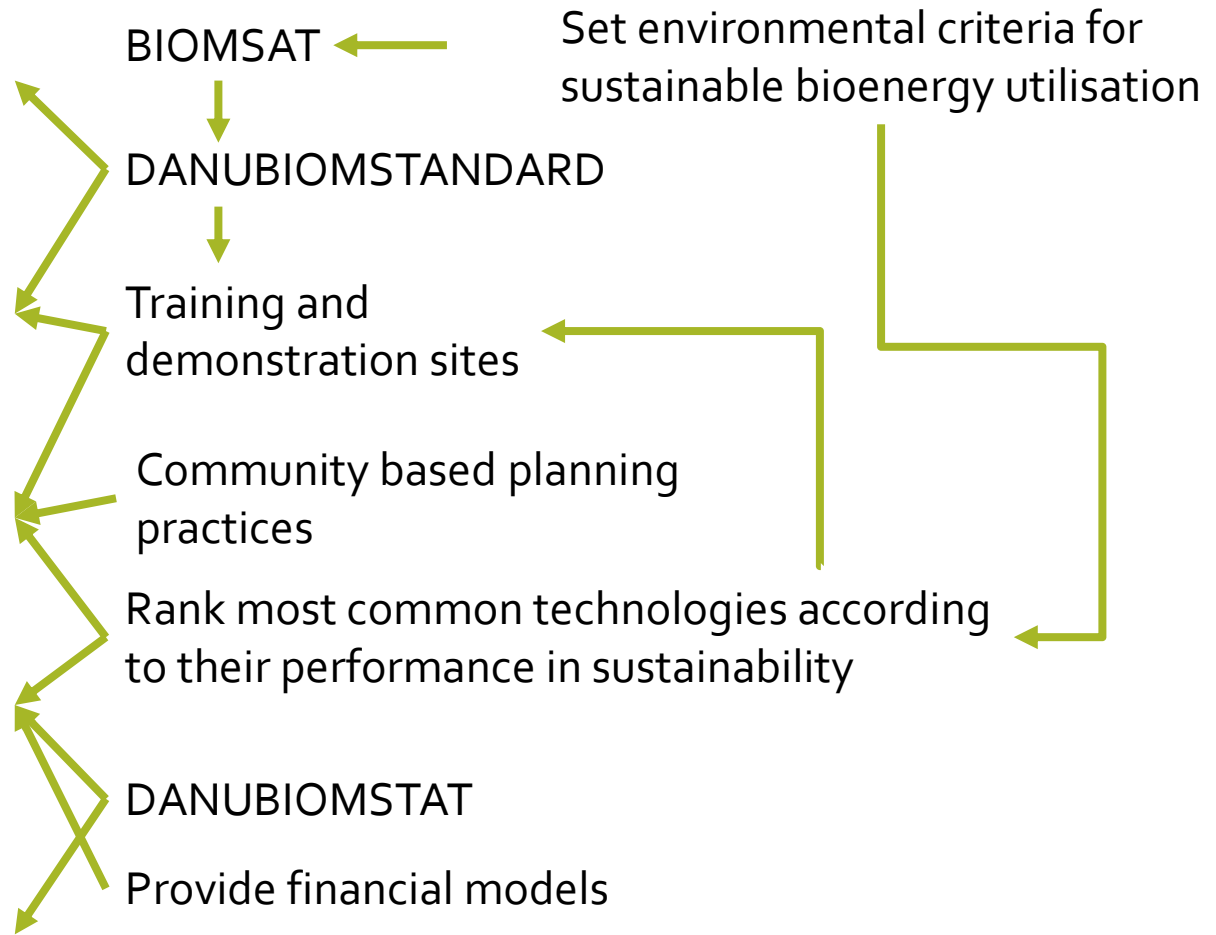 BIOMSAT
Set environmental criteria for
sustainable bioenergy utilisation
DANUBIOMSTANDARD
Training and
demonstration sites
Community based planning
practices
Rank most common technologies according
to their performance in sustainability
DANUBIOMSTAT
Provide financial models